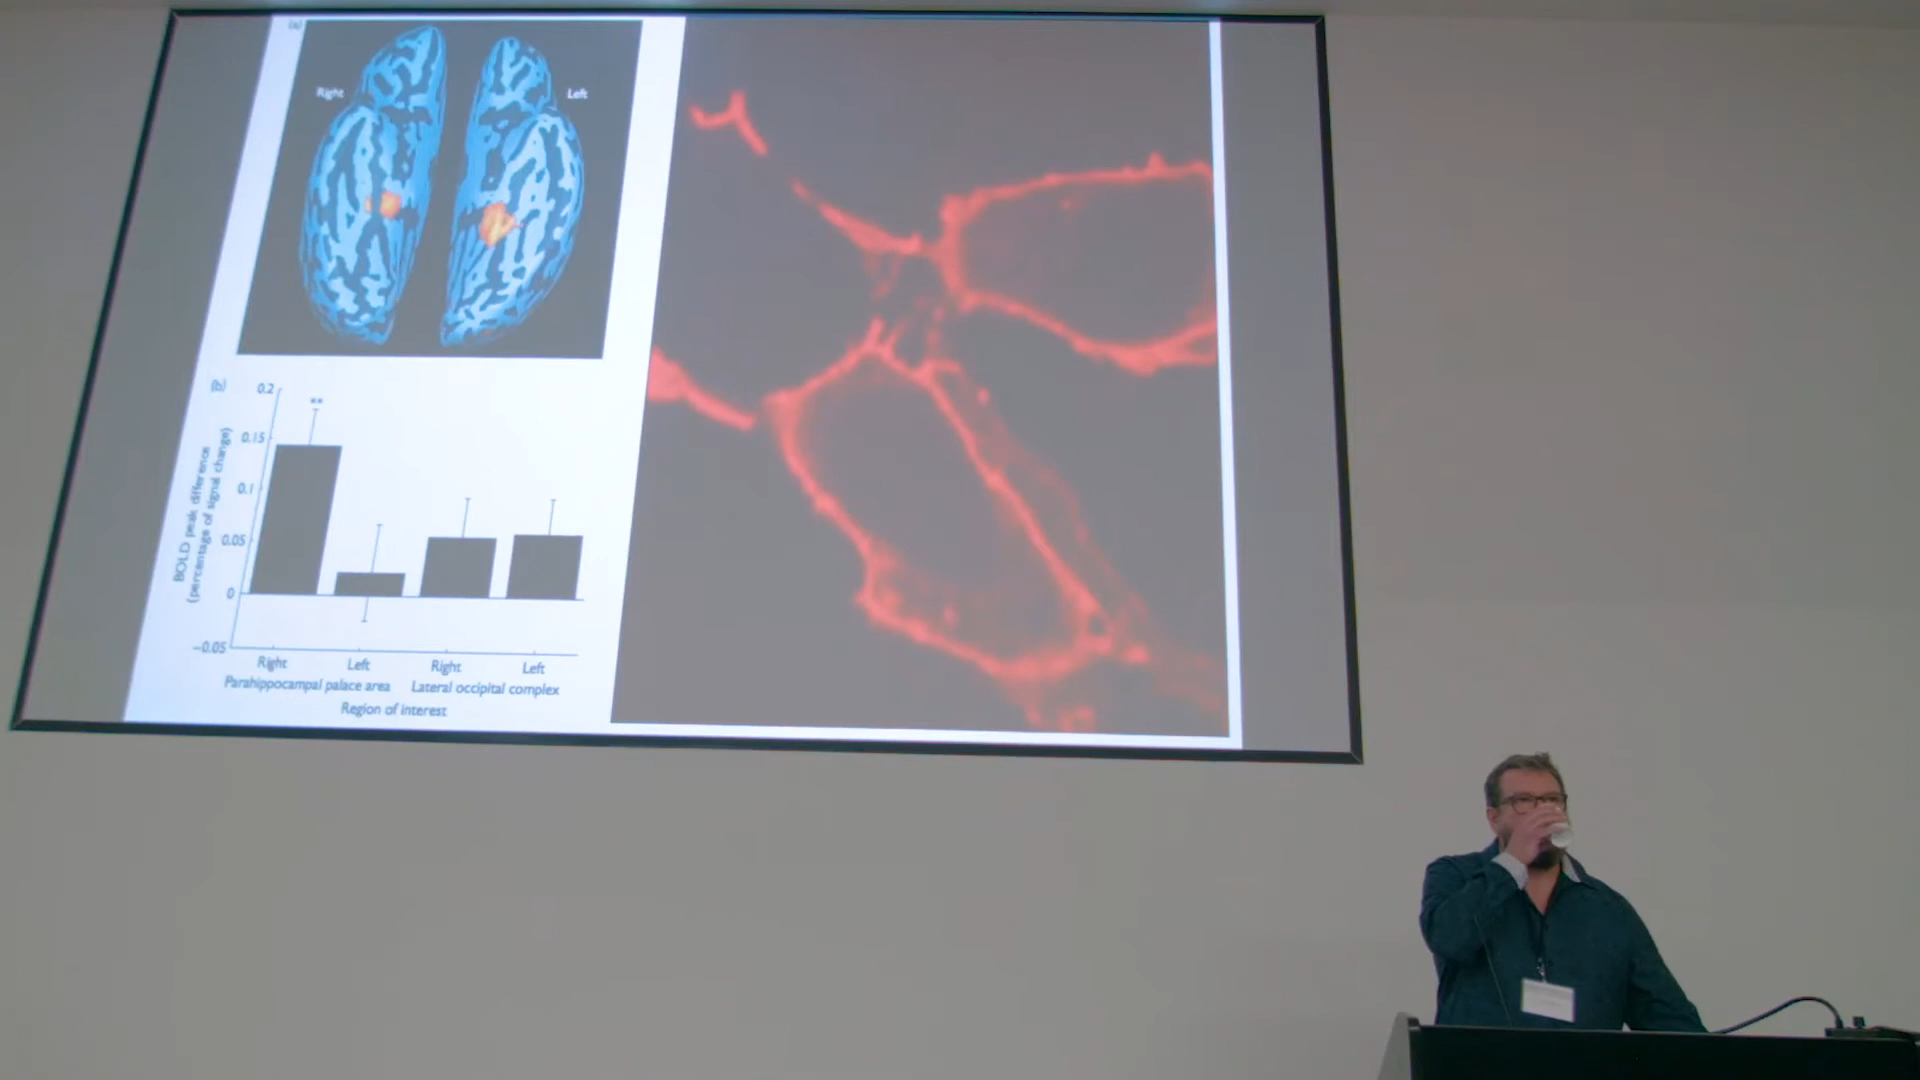 (a)
Right
Left
(b)
0.2
**
0.15
0.1
0.05
0
−0.05
BOLD peak difference
(percentage of signal change)
Right Left Right Left
Parahippocampal palace area Lateral occipital complex
Region of interest